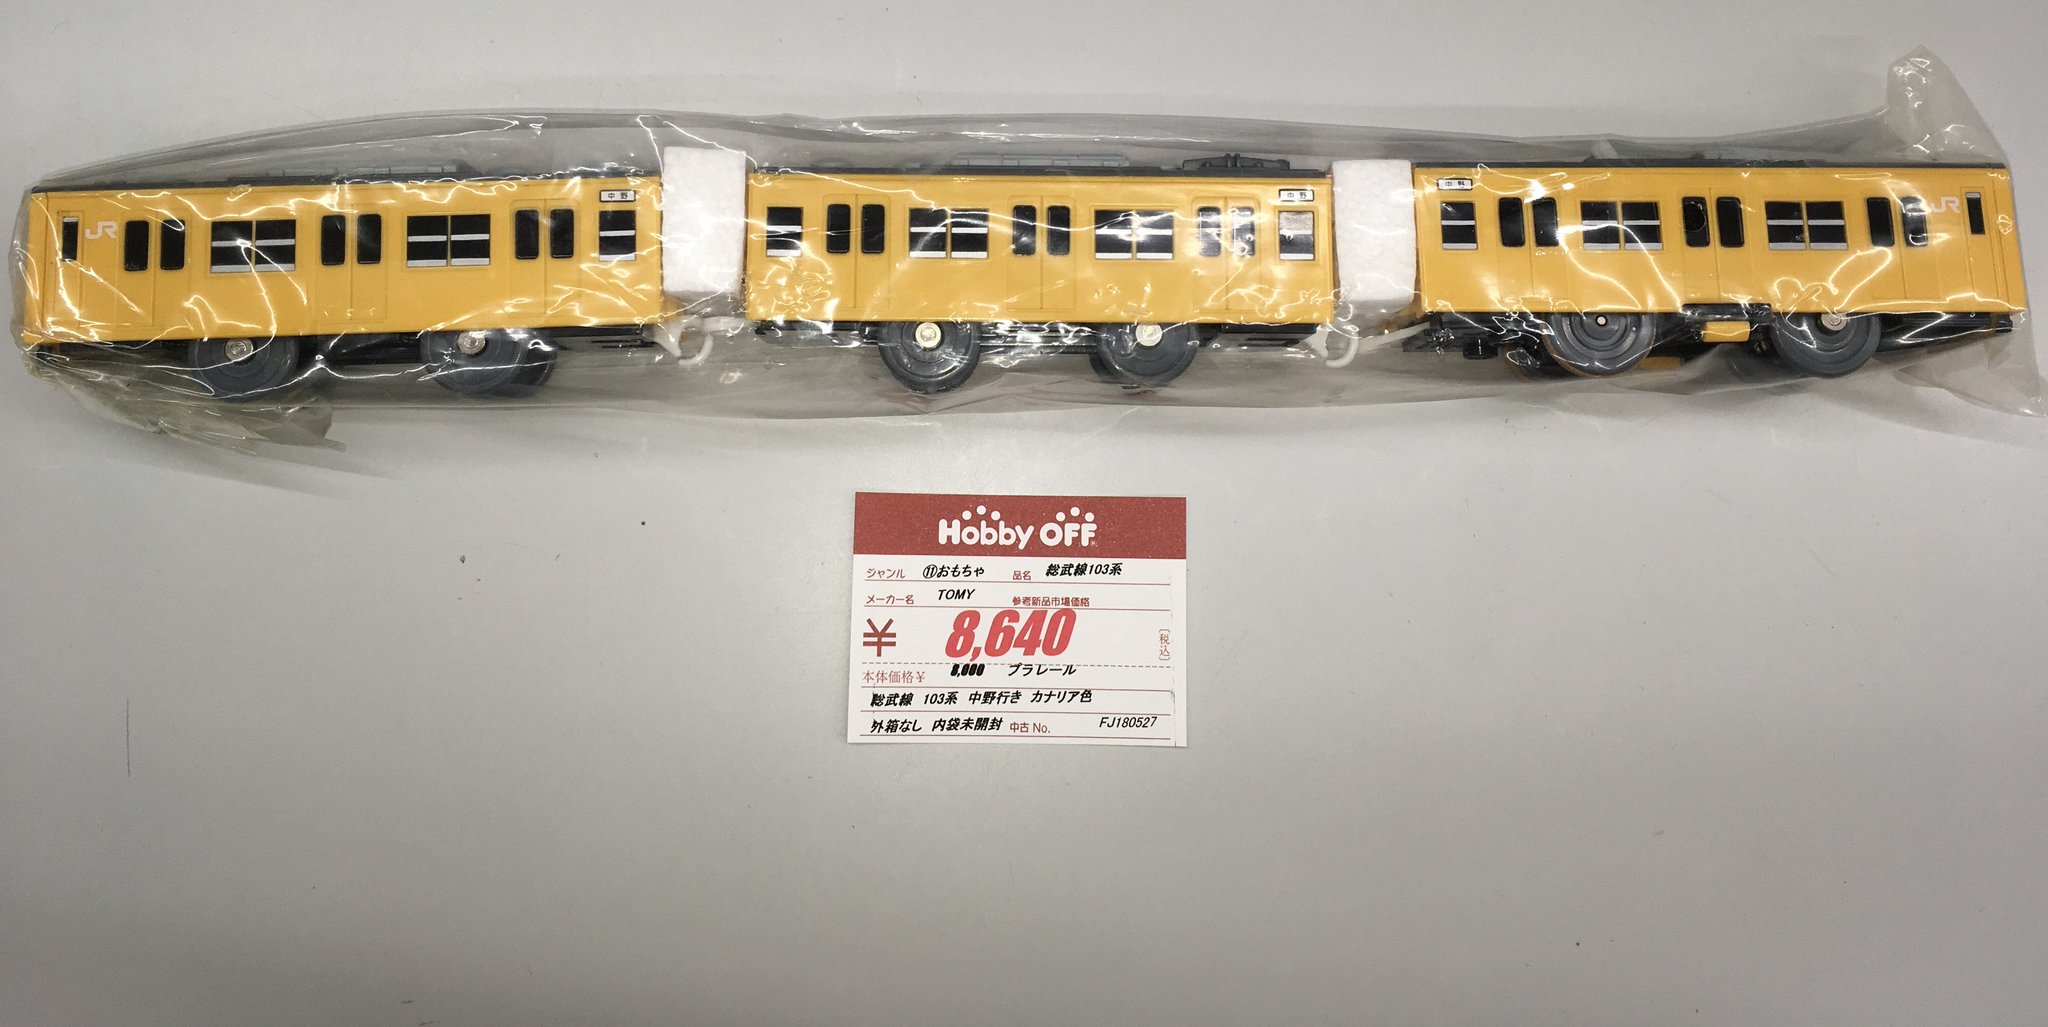 JR
中野
中野
中野
JR
Hobby OFF
ジャンル ⑪おもちゃ 品名 総武線103系
メーカー名 TOMY 参考新品市場価格
¥ 8,640 [税込]
本体価格¥ 8,000 プラレール
総武線 103系 中野行き カナリア色
外箱なし 内袋未開封 中古 No. FJ180527